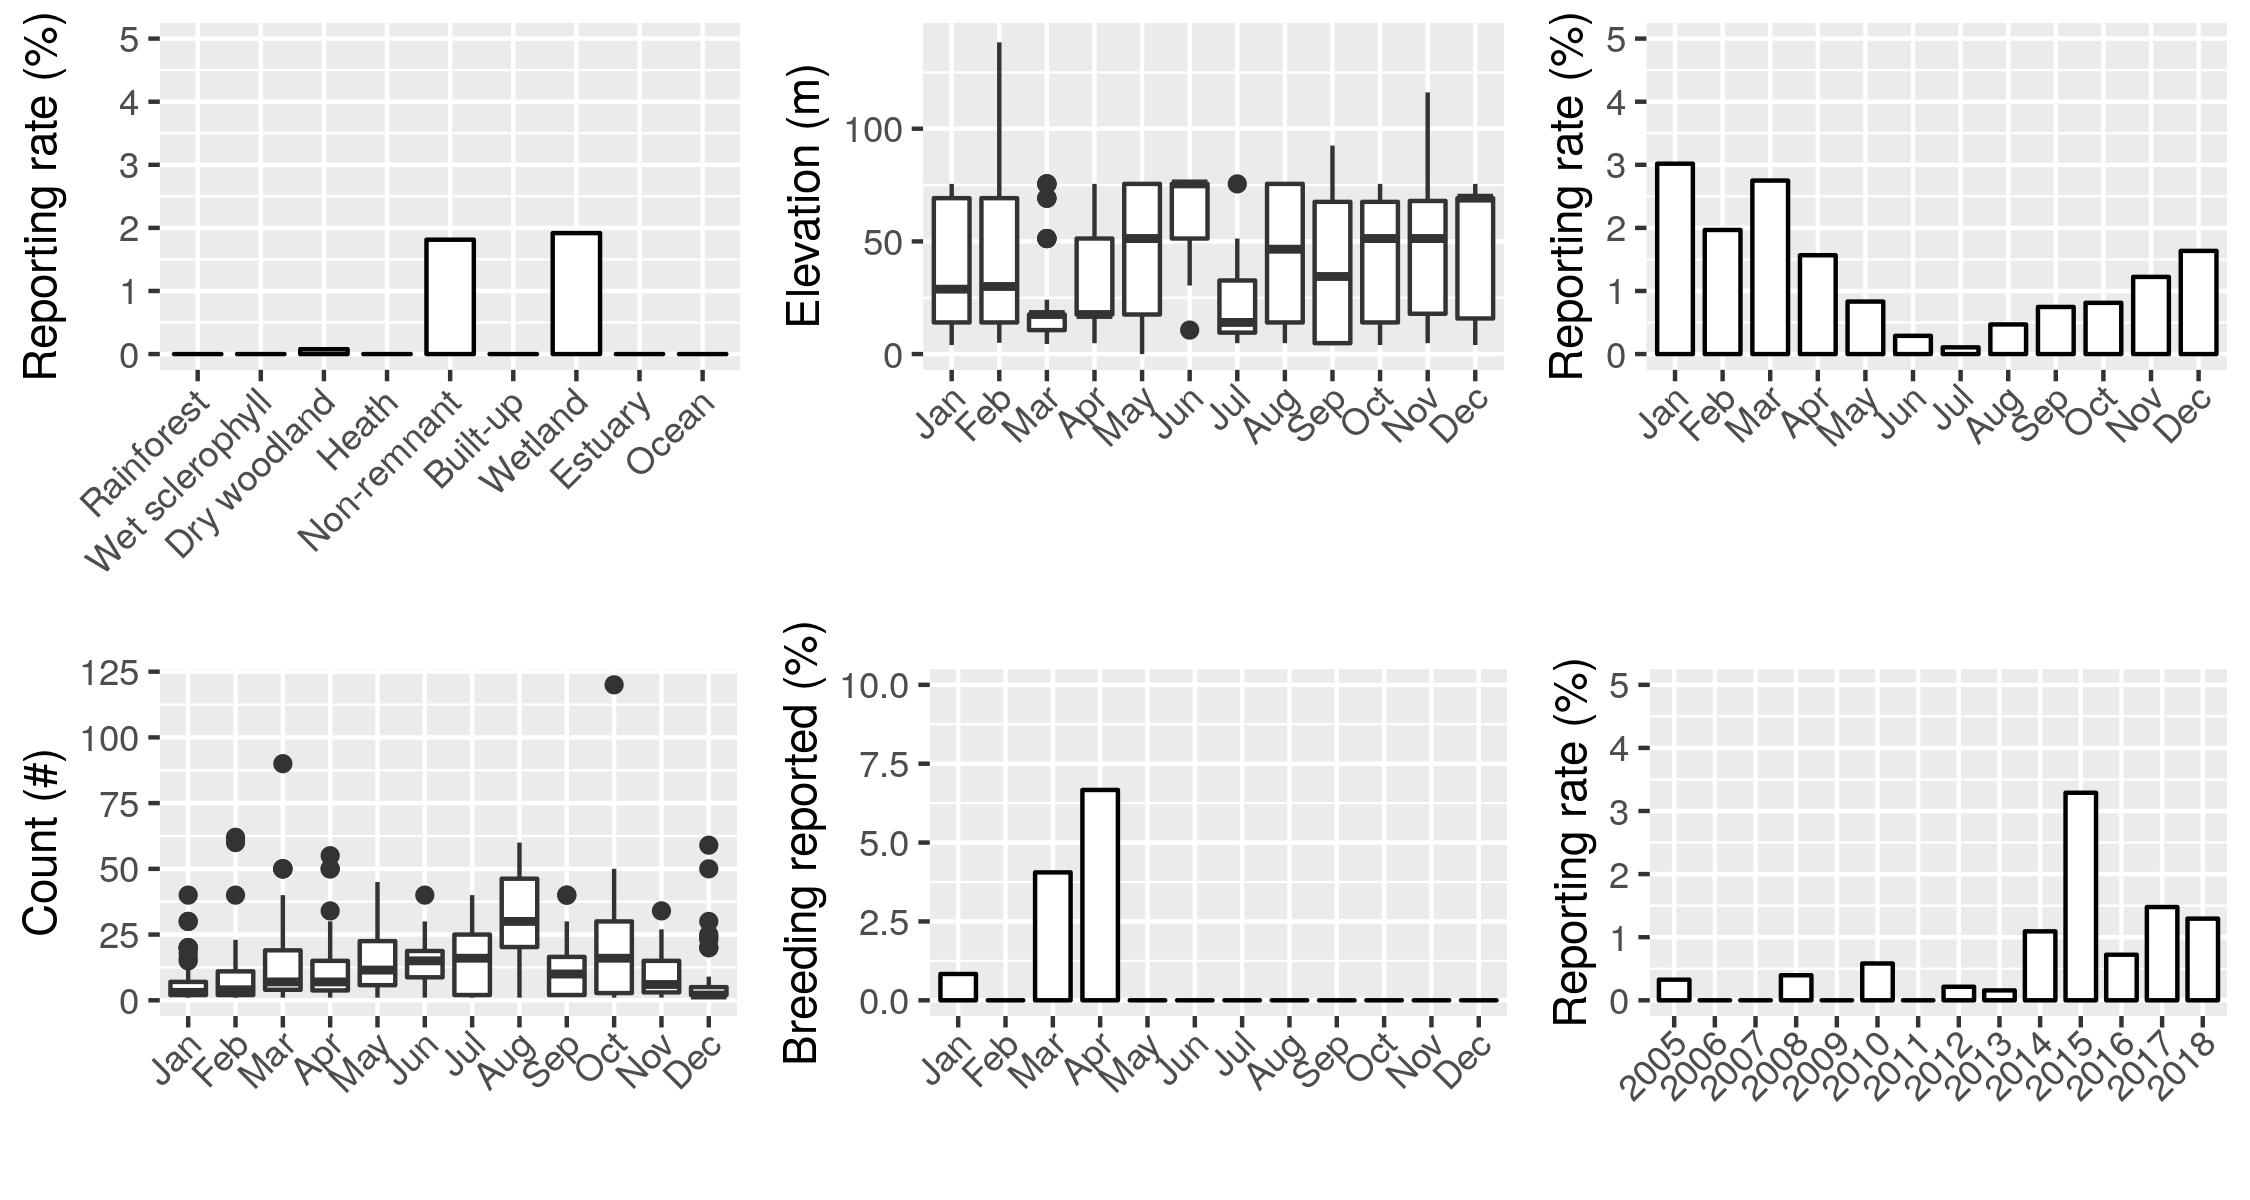 Reporting rate (%)
5
4
3
2
1
0
Rainforest
Wet sclerophyll
Dry woodland
Heath
Non-remnant
Built-up
Wetland
Estuary
Ocean
Elevation (m)
100
50
0
Jan
Feb
Mar
Apr
May
Jun
Jul
Aug
Sep
Oct
Nov
Dec
Reporting rate (%)
5
4
3
2
1
0
Jan
Feb
Mar
Apr
May
Jun
Jul
Aug
Sep
Oct
Nov
Dec
Count (#)
125
100
75
50
25
0
Jan
Feb
Mar
Apr
May
Jun
Jul
Aug
Sep
Oct
Nov
Dec
Breeding reported (%)
10.0
7.5
5.0
2.5
0.0
Jan
Feb
Mar
Apr
May
Jun
Jul
Aug
Sep
Oct
Nov
Dec
Reporting rate (%)
5
4
3
2
1
0
2005
2006
2007
2008
2009
2010
2011
2012
2013
2014
2015
2016
2017
2018